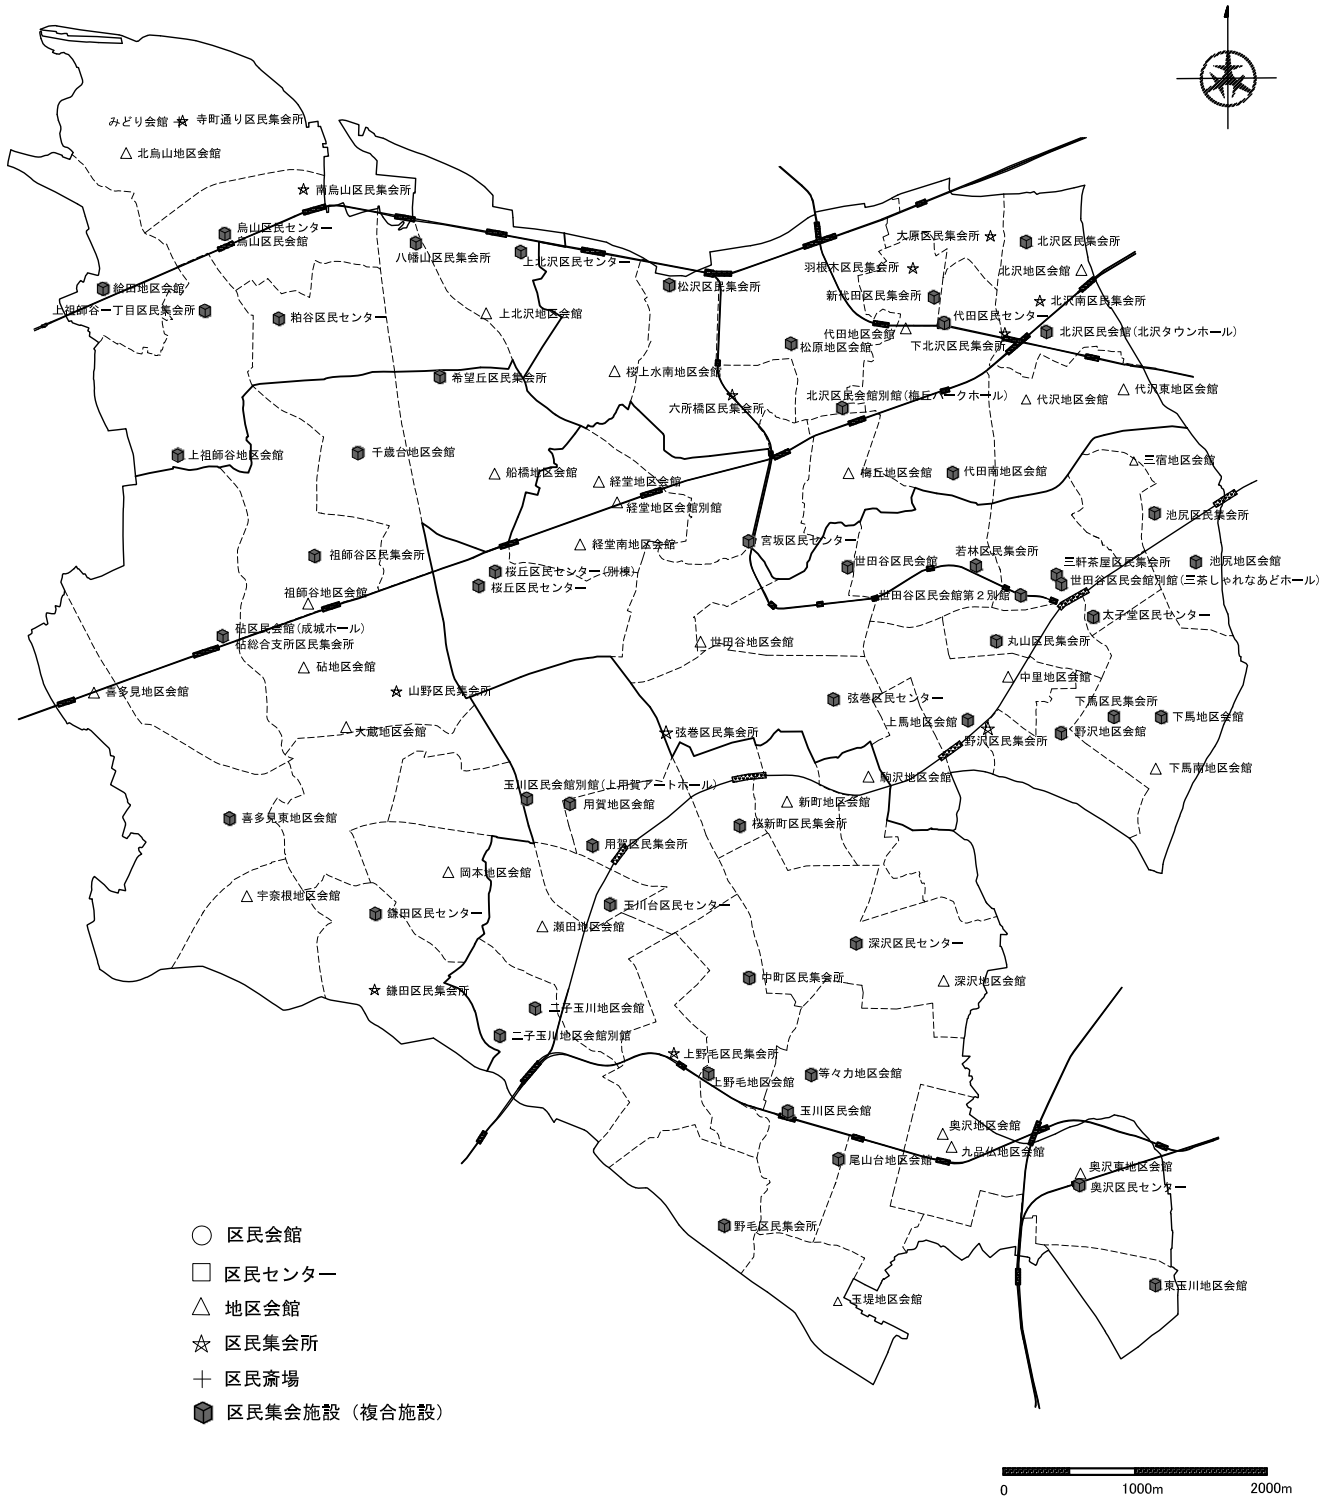 みどり会館
寺町通り区民集会所
北烏山地区会館
南烏山区民集会所
烏山区民センター
烏山区民会館
八幡山区民集会所
上北沢区民センター
大原区民集会所
北沢区民集会所
羽根木区民集会所
北沢地区会館
給田地区会館
松沢区民集会所
新代田区民集会所
北沢南区民集会所
上祖師谷一丁目区民集会所
粕谷区民センター
上北沢地区会館
代田区民センター
代田地区会館
北沢区民会館(北沢タウンホール)
松原地区会館
下北沢区民集会所
希望丘区民集会所
桜上水南地区会館
代沢東地区会館
北沢区民会館別館(梅丘パークホール)
代沢地区会館
六所橋区民集会所
上祖師谷地区会館
千歳台地区会館
三宿地区会館
船橋地区会館
梅丘地区会館
代田南地区会館
経堂地区会館
経堂地区会館別館
池尻区民集会所
経堂南地区会館
宮坂区民センター
祖師谷区民集会所
若林区民集会所
世田谷区民会館
三軒茶屋区民集会所
池尻地区会館
桜丘区民センター(別棟)
世田谷区民会館別館(三茶しゃれなあどホール)
桜丘区民センター
祖師谷地区会館
世田谷区民会館第2別館
太子堂区民センター
砧区民会館(成城ホール)
砧総合支所区民集会所
世田谷地区会館
丸山区民集会所
砧地区会館
中里地区会館
喜多見地区会館
山野区民集会所
弦巻区民センター
下馬区民集会所
上馬地区会館
下馬地区会館
大蔵地区会館
弦巻区民集会所
野沢地区会館
野沢区民集会所
下馬南地区会館
駒沢地区会館
玉川区民会館別館(上用賀アートホール)
用賀地区会館
新町地区会館
喜多見東地区会館
桜新町区民集会所
用賀区民集会所
岡本地区会館
宇奈根地区会館
玉川台区民センター
鎌田区民センター
瀬田地区会館
深沢区民センター
中町区民集会所
深沢地区会館
鎌田区民集会所
二子玉川地区会館
二子玉川地区会館別館
上野毛区民集会所
上野毛地区会館
等々力地区会館
玉川区民会館
奥沢地区会館
九品仏地区会館
尾山台地区会館
奥沢東地区会館
奥沢区民センター
野毛区民集会所
東玉川地区会館
玉堤地区会館
区民会館
区民センター
地区会館
区民集会所
区民斎場
区民集会施設（複合施設）
0 1000m 2000m